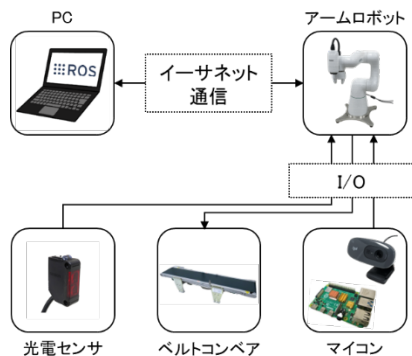 PC
アームロボット
ROS
イーサネット
通信
I/O
光電センサ
ベルトコンベア
マイコン